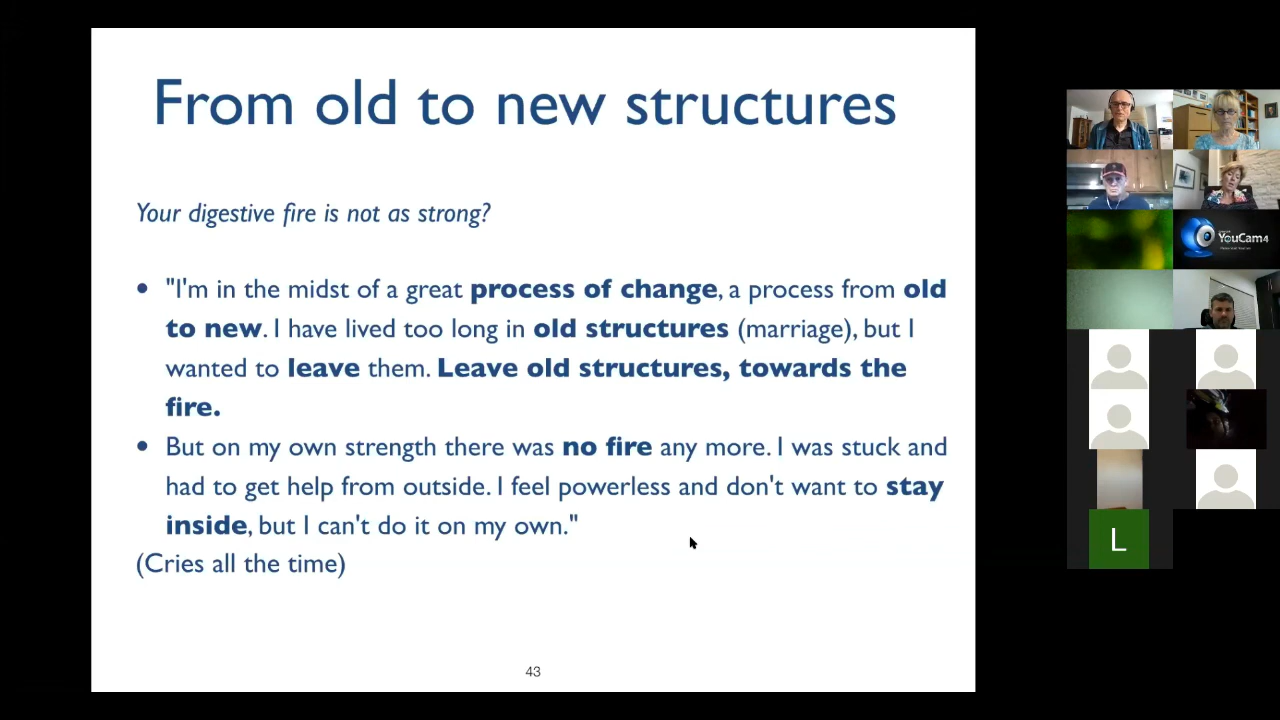 From old to new structures
Your digestive fire is not as strong?
• "I'm in the midst of a great process of change, a process from old
to new. I have lived too long in old structures (marriage), but I
wanted to leave them. Leave old structures, towards the
fire.
• But on my own strength there was no fire any more. I was stuck and
had to get help from outside. I feel powerless and don't want to stay
inside, but I can't do it on my own."
(Cries all the time)
43
YouCam4
L